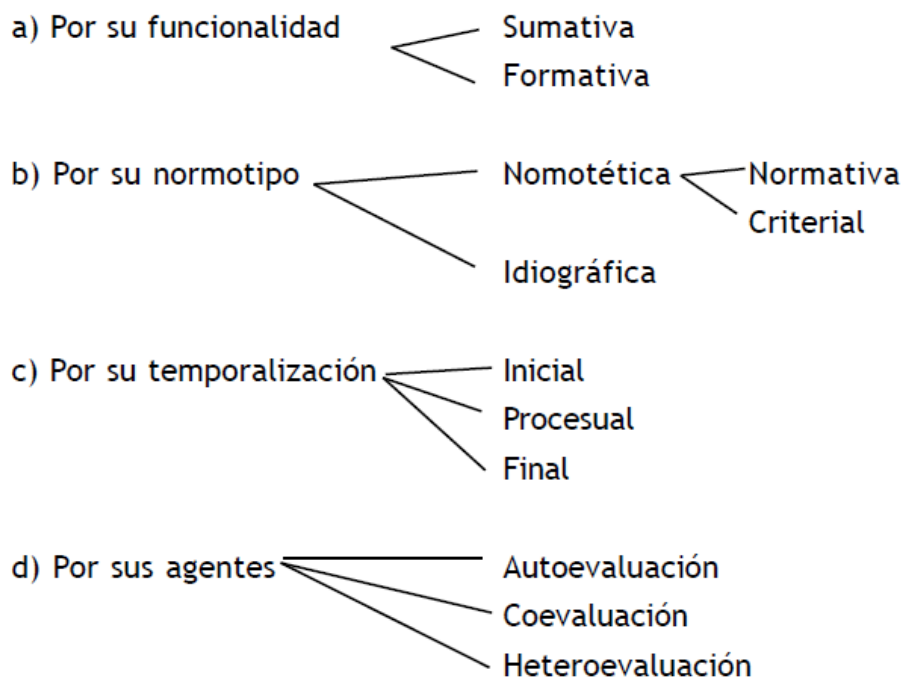 a) Por su funcionalidad Sumativa
Formativa
b) Por su normotipo Nomotética Normativa
Criterial
Idiográfica
c) Por su temporalización Inicial
Procesual
Final
d) Por sus agentes Autoevaluación
Coevaluación
Heteroevaluación